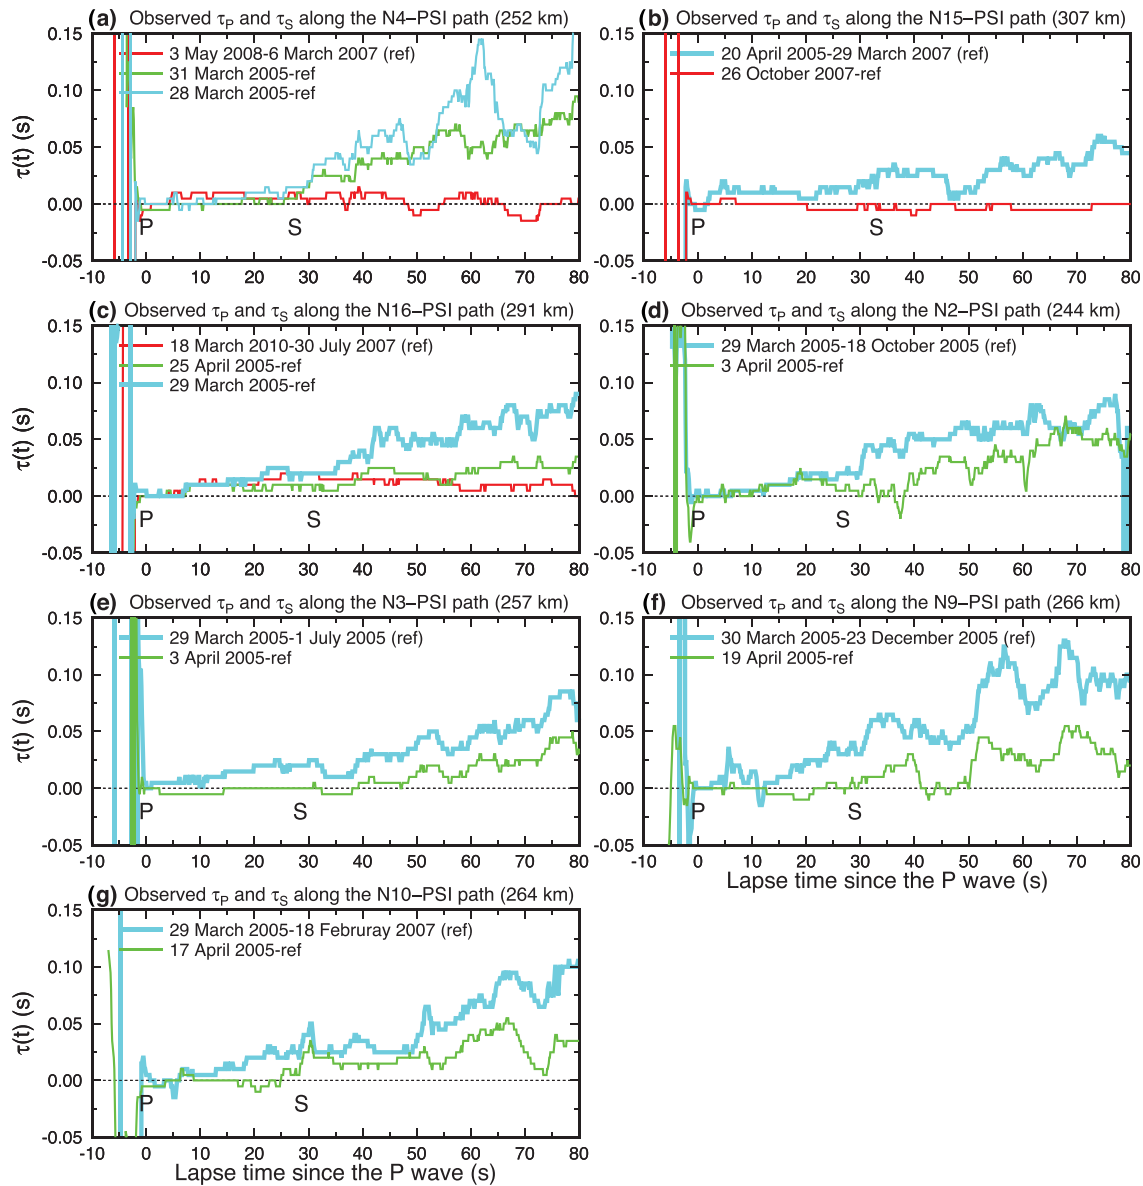 (a) Observed τP and τS along the N4–PSI path (252 km)
0.15
0.10
0.05
0.00
-0.05
τ(t) (s)
3 May 2008-6 March 2007 (ref)
31 March 2005-ref
28 March 2005-ref
P
S
-10 0 10 20 30 40 50 60 70 80
(b) Observed τP and τS along the N15–PSI path (307 km)
0.15
0.10
0.05
0.00
-0.05
20 April 2005-29 March 2007 (ref)
26 October 2007-ref
P
S
-10 0 10 20 30 40 50 60 70 80
(c) Observed τP and τS along the N16–PSI path (291 km)
0.15
0.10
0.05
0.00
-0.05
τ(t) (s)
18 March 2010-30 July 2007 (ref)
25 April 2005-ref
29 March 2005-ref
P
S
-10 0 10 20 30 40 50 60 70 80
(d) Observed τP and τS along the N2–PSI path (244 km)
0.15
0.10
0.05
0.00
-0.05
29 March 2005-18 October 2005 (ref)
3 April 2005-ref
P
S
-10 0 10 20 30 40 50 60 70 80
(e) Observed τP and τS along the N3–PSI path (257 km)
0.15
0.10
0.05
0.00
-0.05
τ(t) (s)
29 March 2005-1 July 2005 (ref)
3 April 2005-ref
P
S
-10 0 10 20 30 40 50 60 70 80
(f) Observed τP and τS along the N9–PSI path (266 km)
0.15
0.10
0.05
0.00
-0.05
30 March 2005-23 December 2005 (ref)
19 April 2005-ref
P
S
-10 0 10 20 30 40 50 60 70 80
Lapse time since the P wave (s)
(g) Observed τP and τS along the N10–PSI path (264 km)
0.15
0.10
0.05
0.00
-0.05
τ(t) (s)
29 March 2005-18 Februray 2007 (ref)
17 April 2005-ref
P
S
-10 0 10 20 30 40 50 60 70 80
Lapse time since the P wave (s)